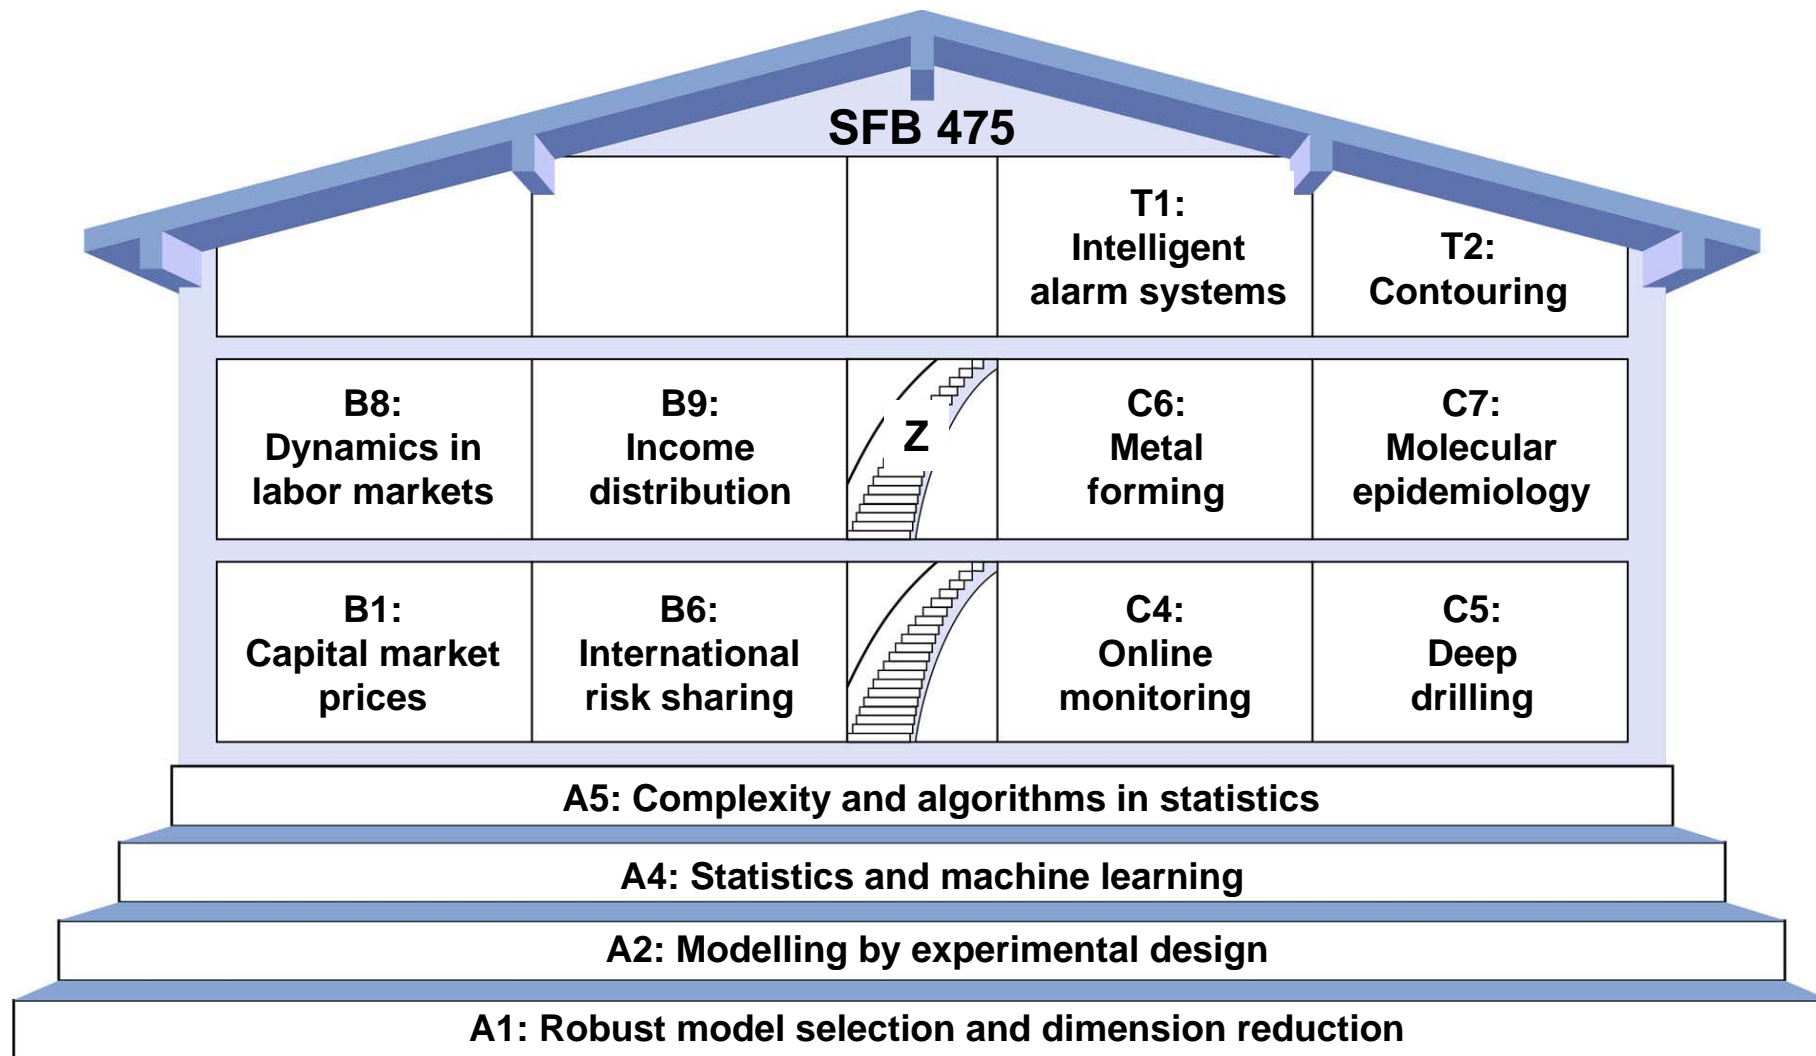 SFB 475
T1:
Intelligent
alarm systems
T2:
Contouring
B8:
Dynamics in
labor markets
B9:
Income
distribution
Z
C6:
Metal
forming
C7:
Molecular
epidemiology
B1:
Capital market
prices
B6:
International
risk sharing
C4:
Online
monitoring
C5:
Deep
drilling
A5: Complexity and algorithms in statistics
A4: Statistics and machine learning
A2: Modelling by experimental design
A1: Robust model selection and dimension reduction